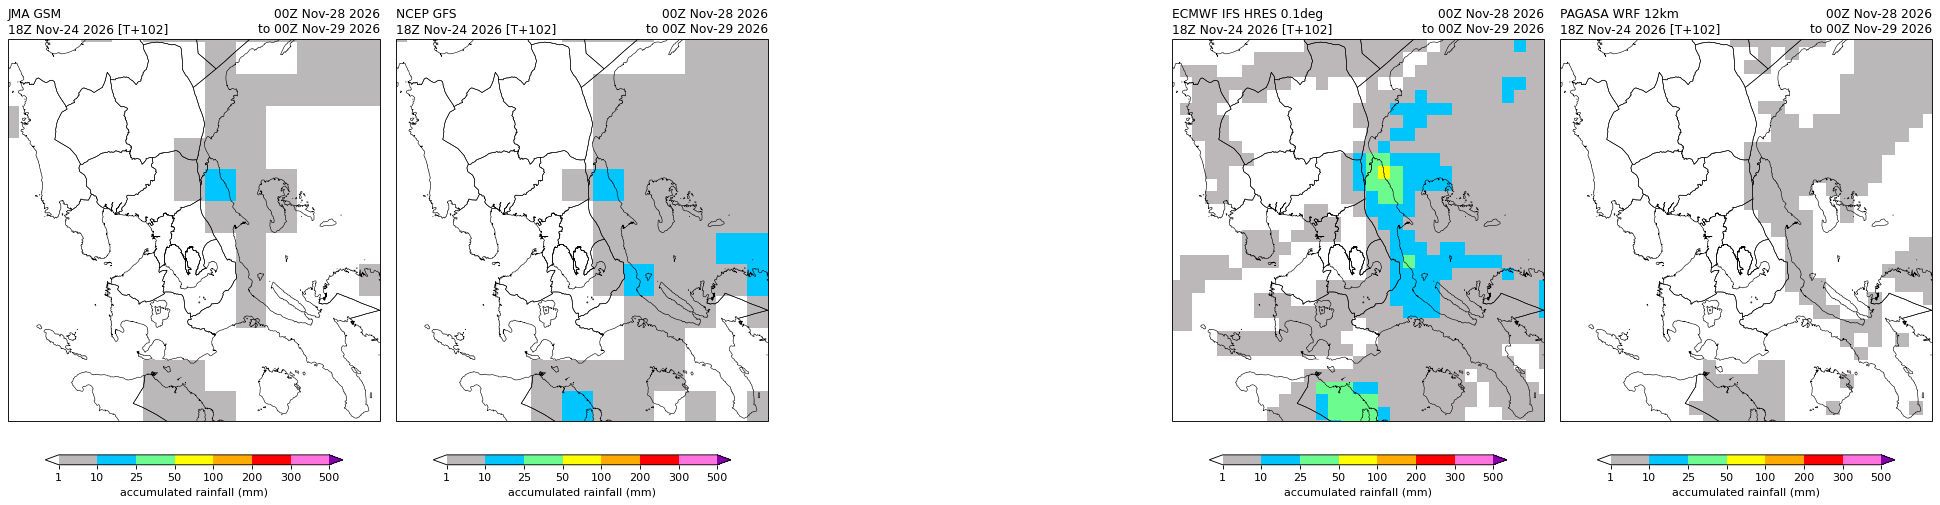 JMA GSM 00Z Nov-28 2026
18Z Nov-24 2026 [T+102] to 00Z Nov-29 2026
1 10 25 50 100 200 300 500
accumulated rainfall (mm)
NCEP GFS 00Z Nov-28 2026
18Z Nov-24 2026 [T+102] to 00Z Nov-29 2026
1 10 25 50 100 200 300 500
accumulated rainfall (mm)
ECMWF IFS HRES 0.1deg 00Z Nov-28 2026
18Z Nov-24 2026 [T+102] to 00Z Nov-29 2026
1 10 25 50 100 200 300 500
accumulated rainfall (mm)
PAGASA WRF 12km 00Z Nov-28 2026
18Z Nov-24 2026 [T+102] to 00Z Nov-29 2026
1 10 25 50 100 200 300 500
accumulated rainfall (mm)